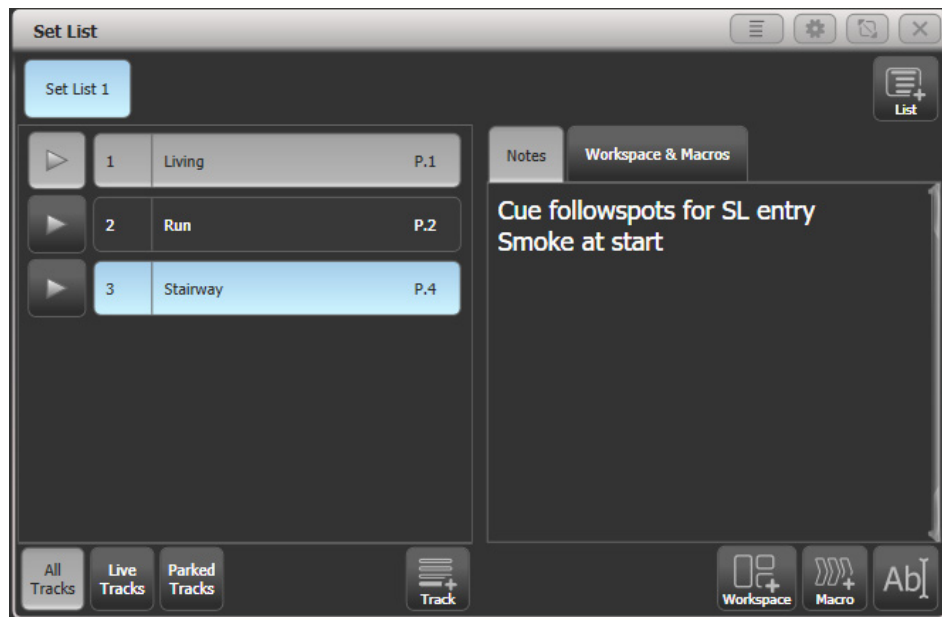 Set List
Set List 1
List
1 Living P.1
2 Run P.2
3 Stairway P.4
Notes
Workspace & Macros
Cue followspots for SL entry
Smoke at start
All
Tracks
Live
Tracks
Parked
Tracks
Track
Workspace
Macro
Ab